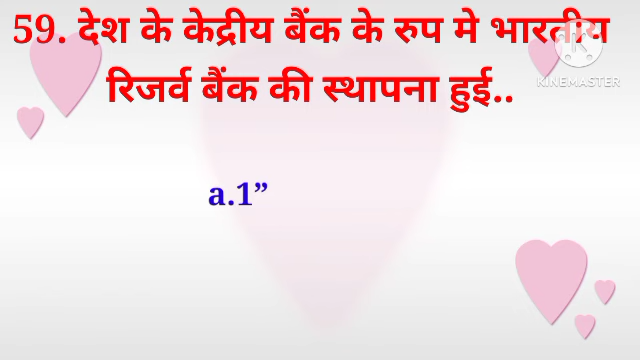 59. देश के केद्रीय बैंक के रुप मे भारतीय
रिजर्व बैंक की स्थापना हुई..
a.1”
KINEMASTER